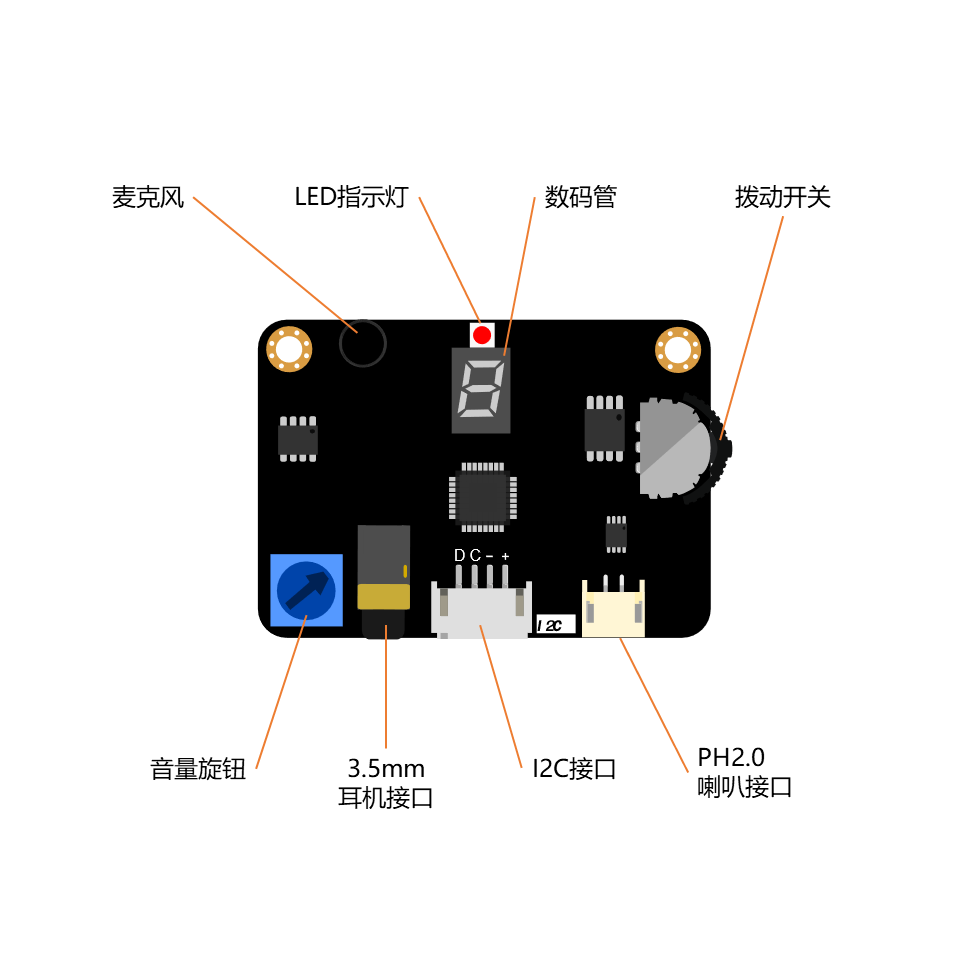 麦克风
LED指示灯
数码管
拨动开关
D C - +
I2C
音量旋钮
3.5mm
耳机接口
I2C接口
PH2.0
喇叭接口